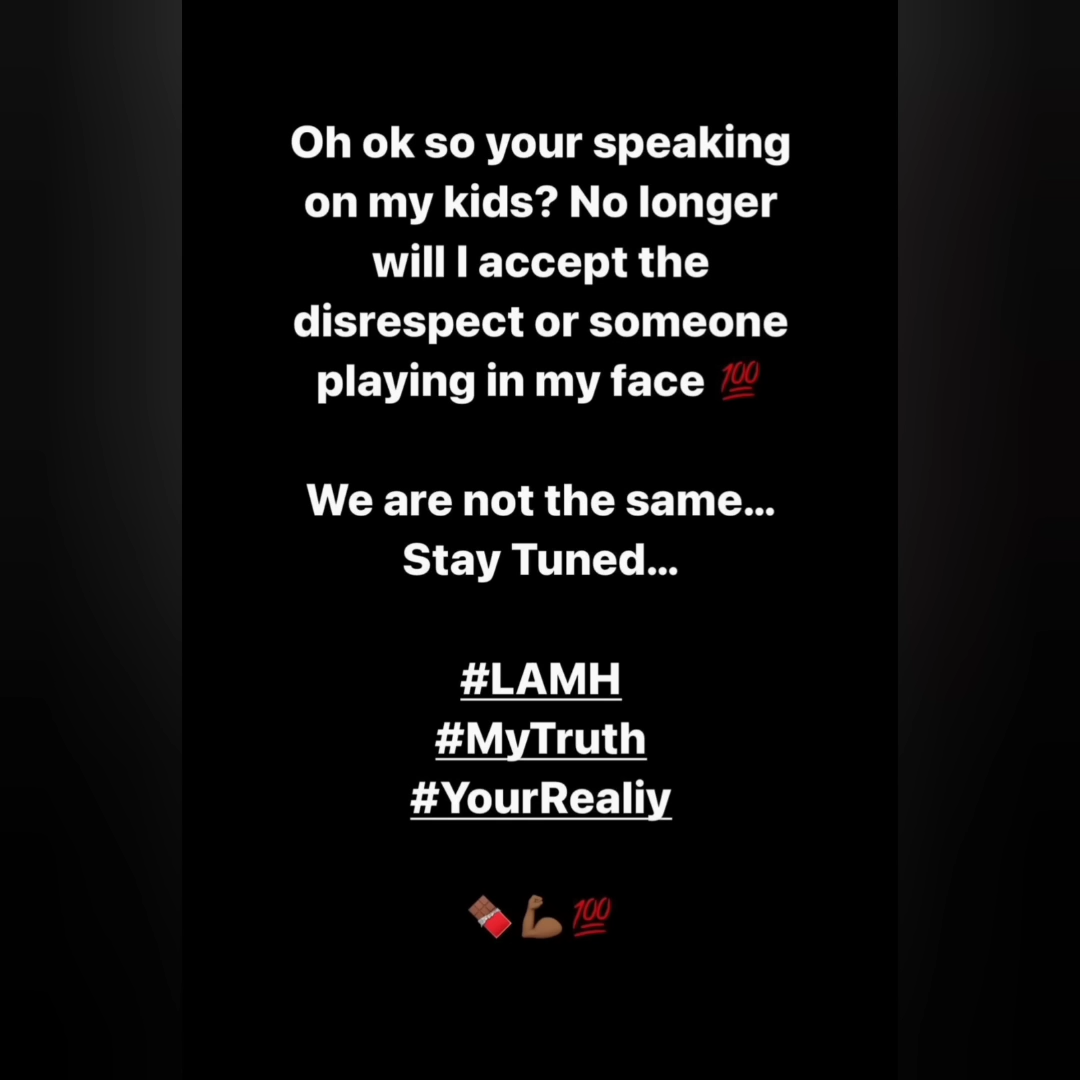 Oh ok so your speaking
on my kids? No longer
will I accept the
disrespect or someone
playing in my face 💯
We are not the same...
Stay Tuned...
#LAMH
#MyTruth
#YourRealiy
🍫💪🏾💯